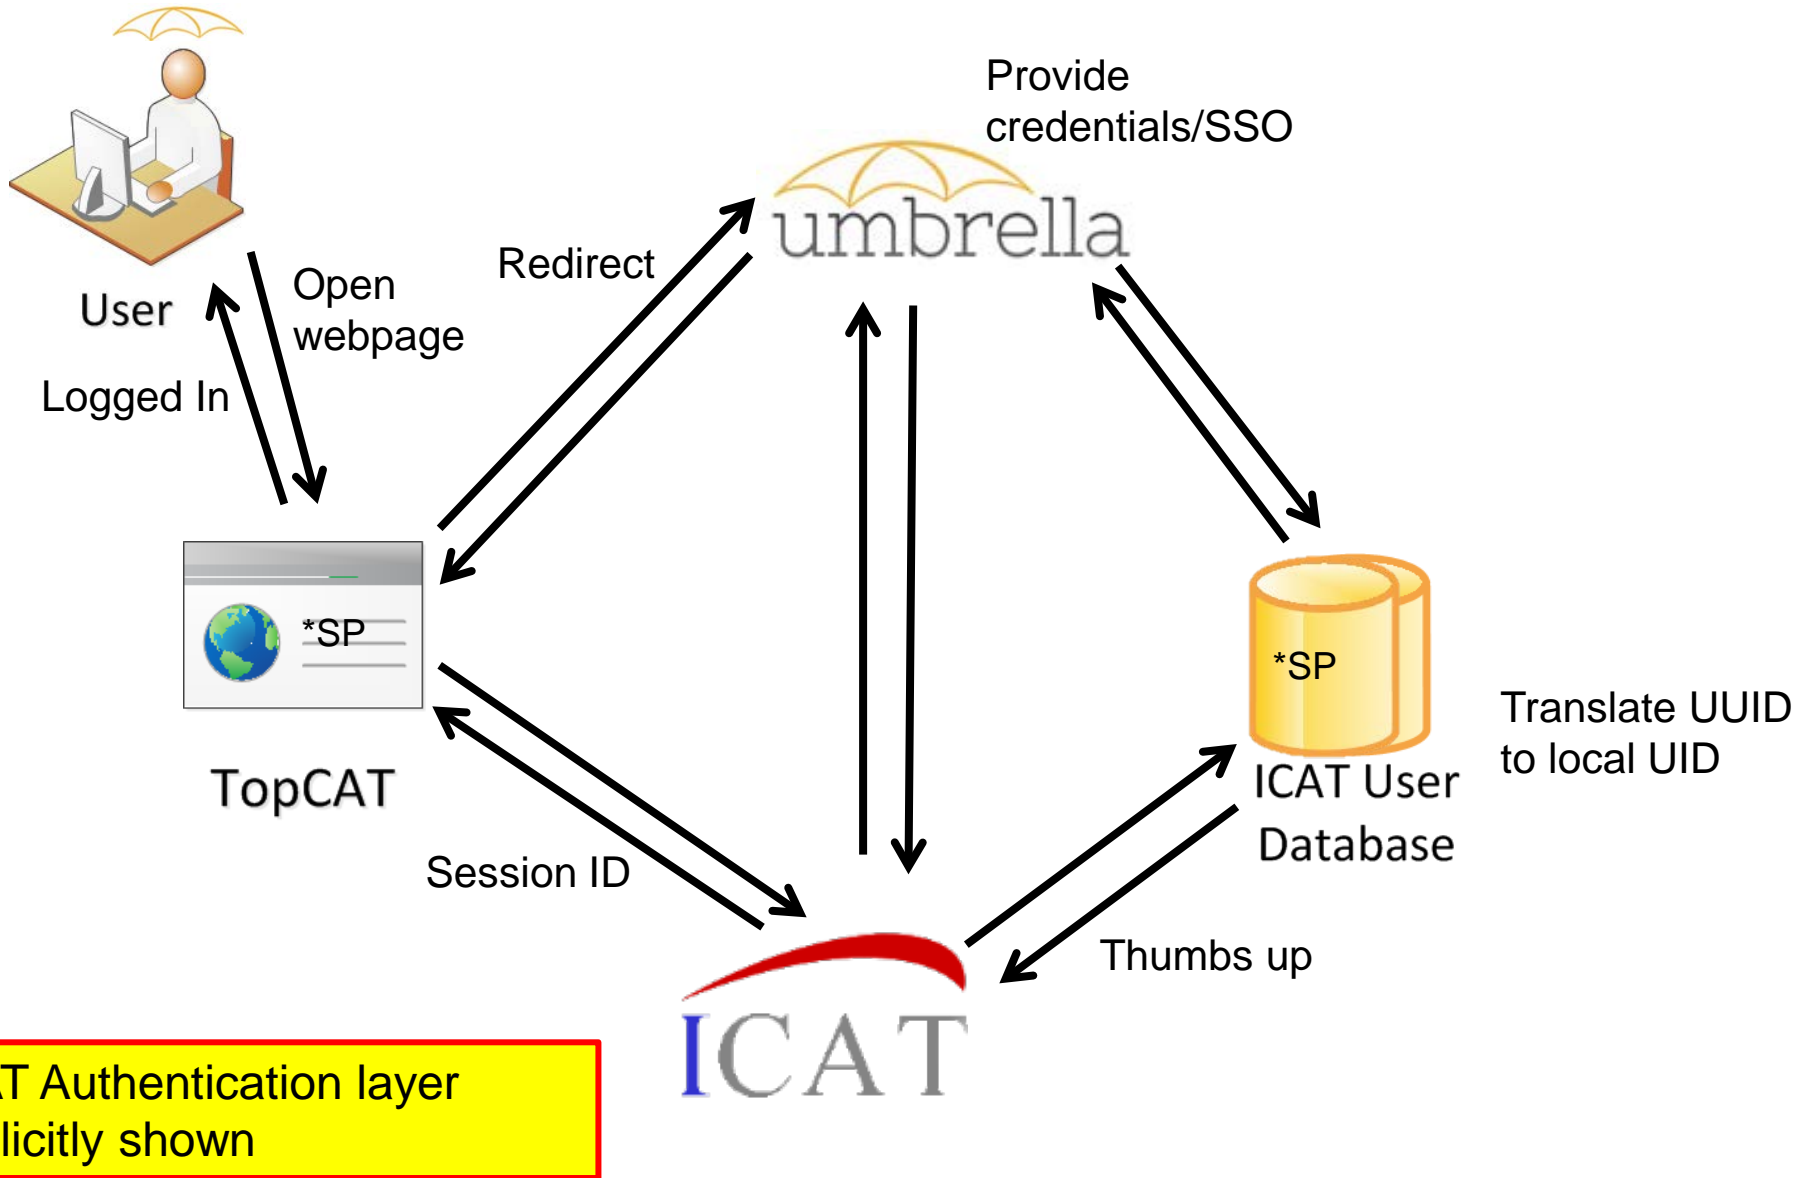 Provide
credentials/SSO
umbrella
Redirect
Open
webpage
User
Logged In
*SP
*SP
Translate UUID
to local UID
TopCAT
ICAT User
Database
Session ID
Thumbs up
ICAT
Authentication layer
shown